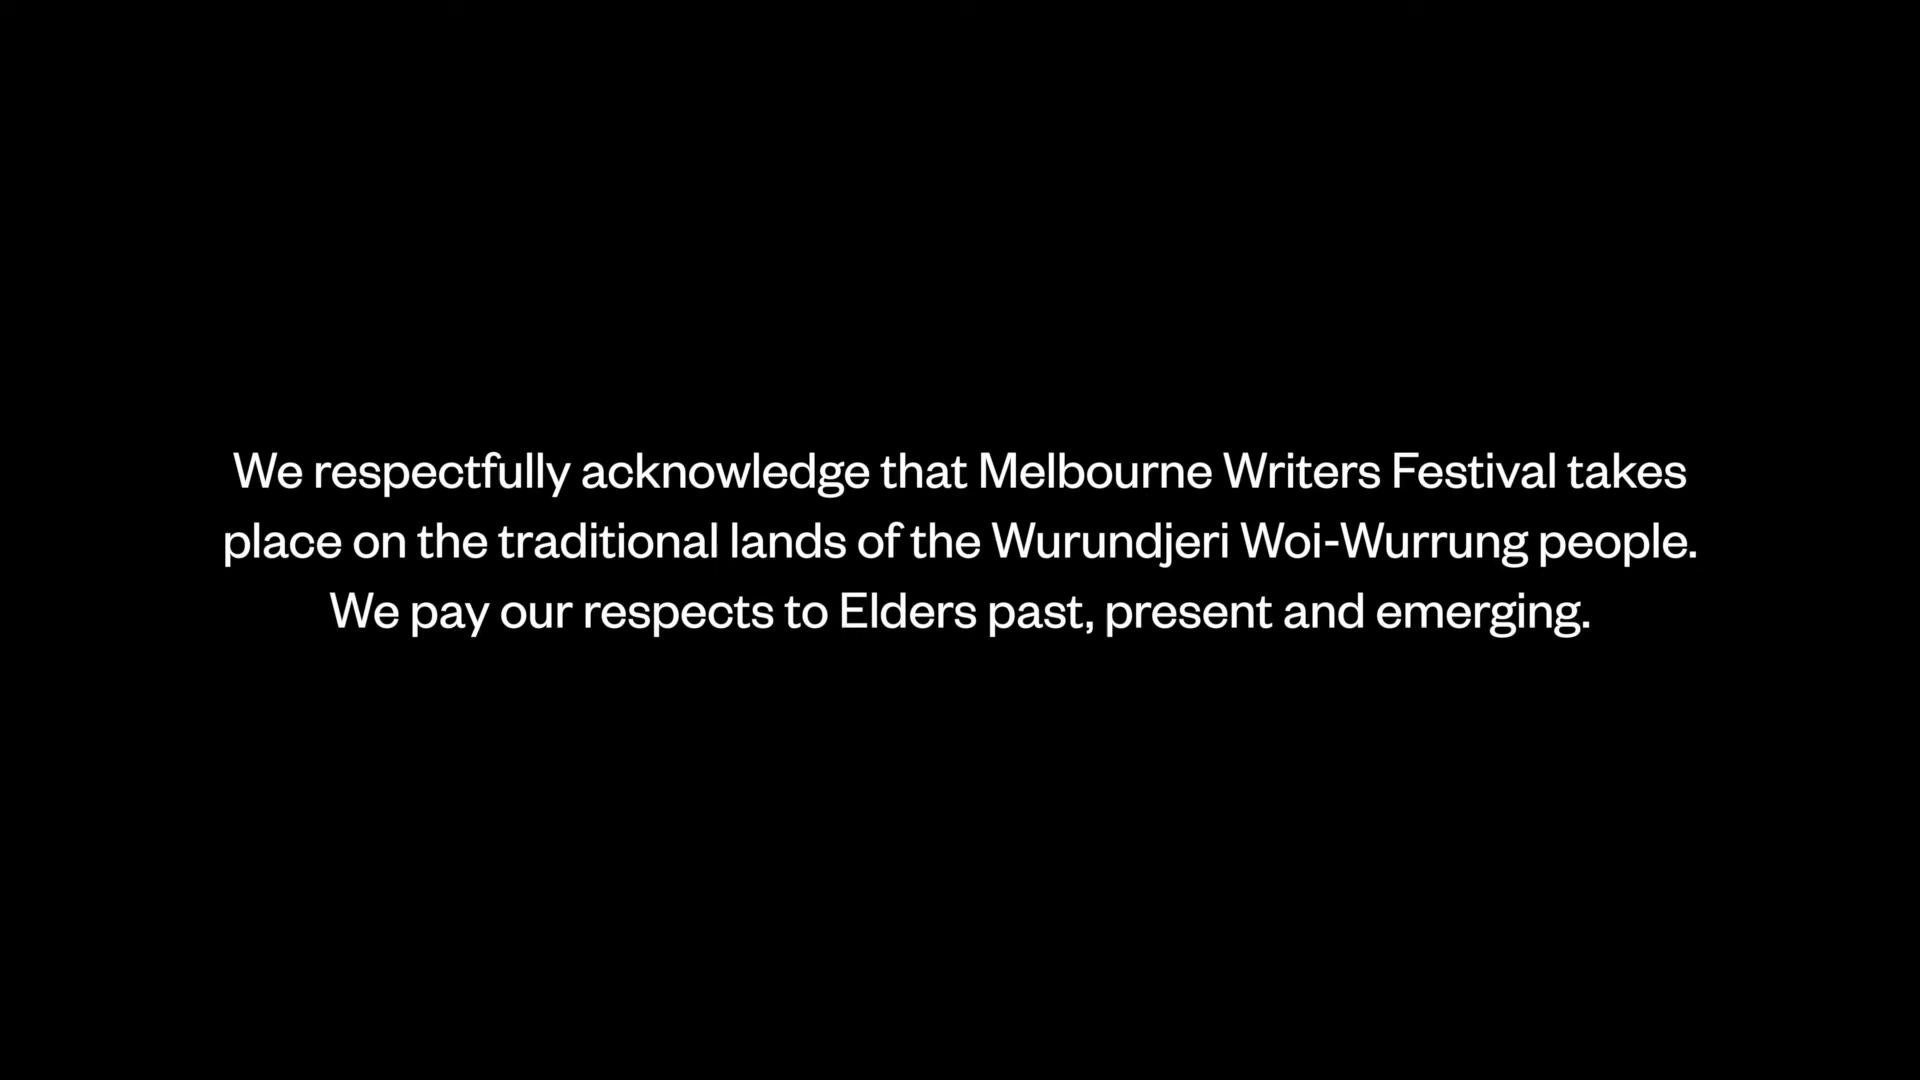 We respectfully acknowledge that Melbourne Writers Festival takes
place on the traditional lands of the Wurundjeri Woi-Wurrung people.
We pay our respects to Elders past, present and emerging.